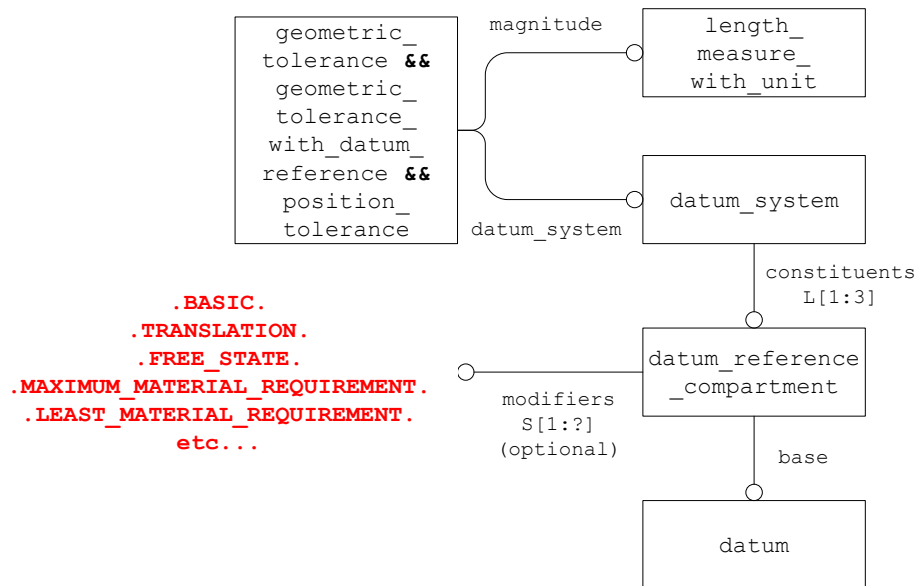 geometric_
tolerance &&
geometric_
tolerance_
with_datum_
reference &&
position_
tolerance
magnitude
length_
measure_
with_unit
datum_system
datum_system
constituents
L[1:3]
.BASIC.
.TRANSLATION.
.FREE_STATE.
.MAXIMUM_MATERIAL_REQUIREMENT.
.LEAST_MATERIAL_REQUIREMENT.
etc...
modifiers
S[1:?]
(optional)
datum_reference
_compartment
base
datum